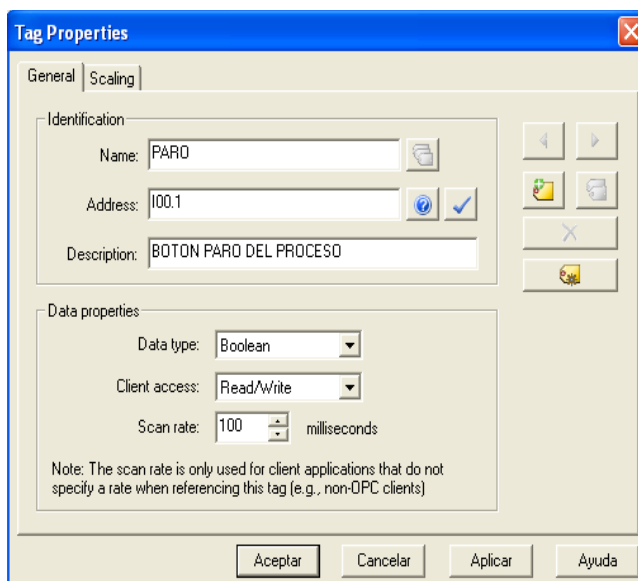 Tag Properties
General Scaling
Identification
Name: PARO
Address: I00.1
Description: BOTON PARO DEL PROCESO
Data properties
Data type: Boolean
Client access: Read/Write
Scan rate: 100 milliseconds
Note: The scan rate is only used for client applications that do not
specify a rate when referencing this tag (e.g., non-OPC clients)
Aceptar Cancelar Aplicar Ayuda